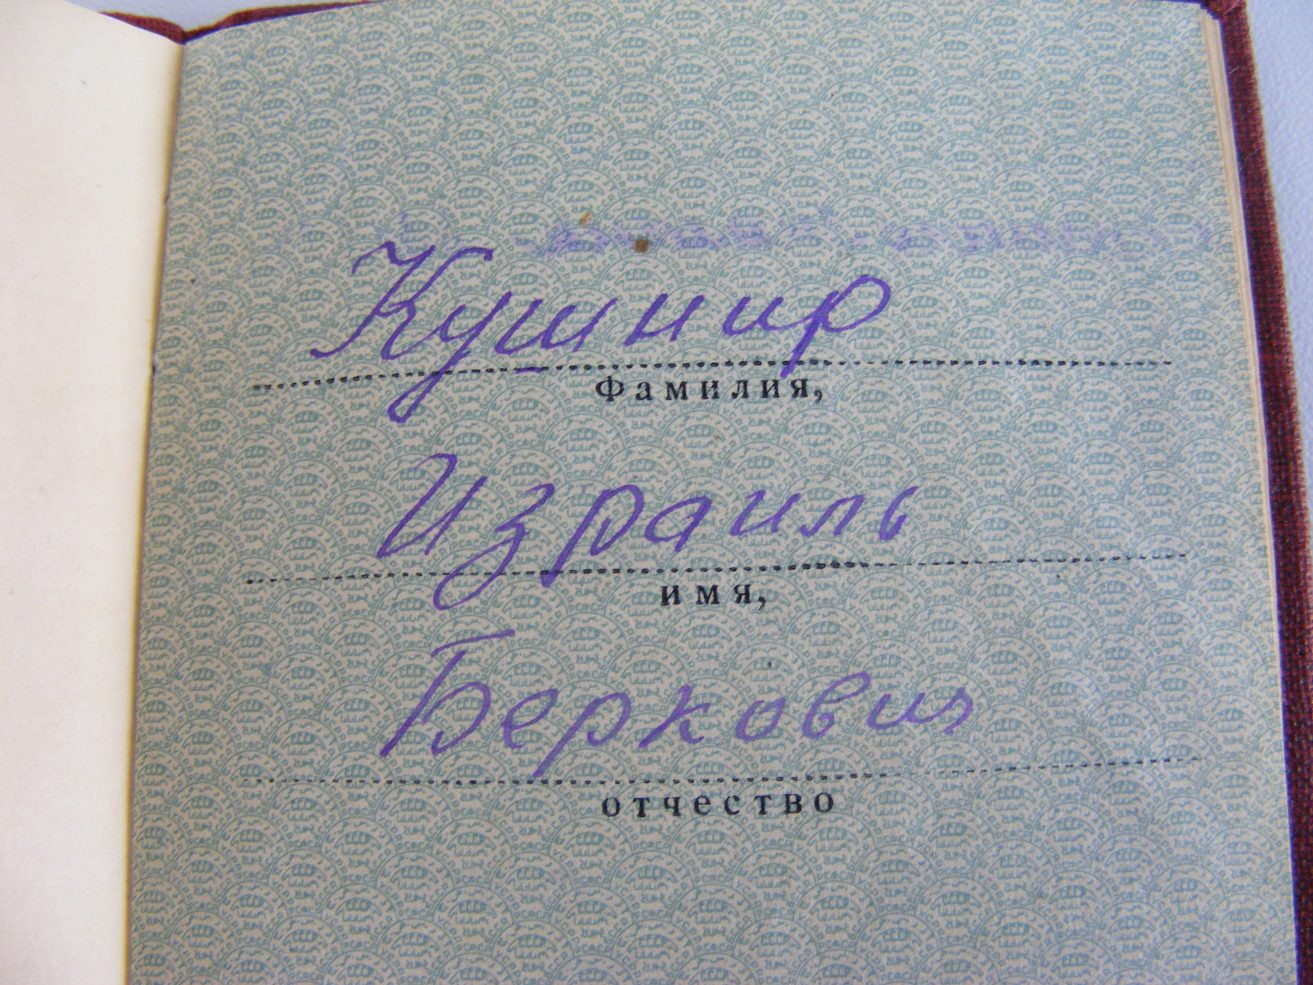 Кушнир
Фамилия,
Израиль
имя,
Беркович
отчество